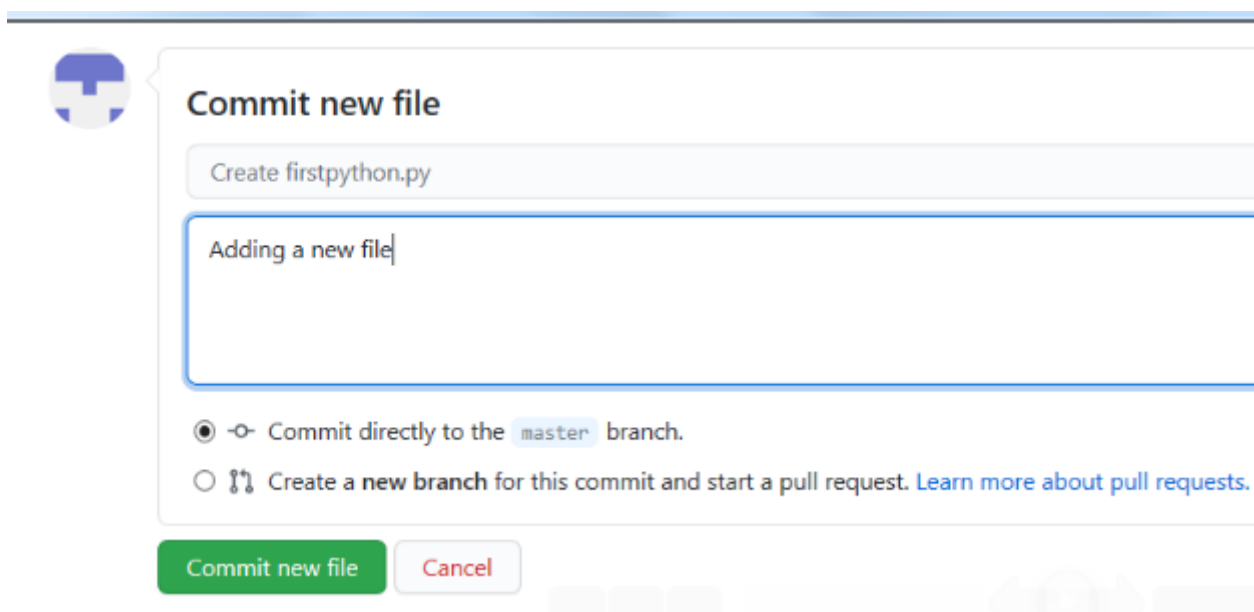 Commit new file
Create firstpython.py
Adding a new file
Commit directly to the master branch.
Create a new branch for this commit and start a pull request. Learn more about pull requests.
Commit new file Cancel